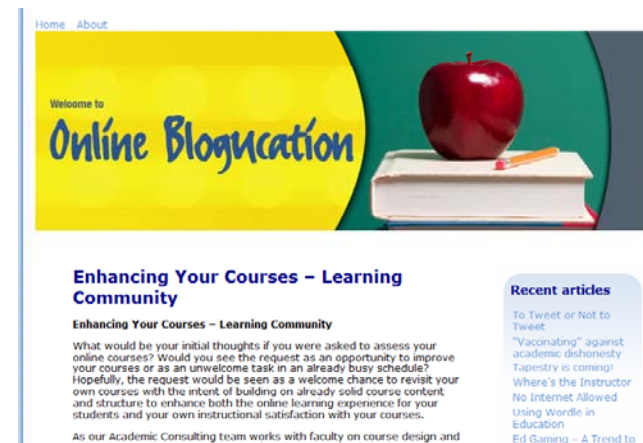 Home About
Welcome to
Online Blogucation
Enhancing Your Courses – Learning
Community
Enhancing Your Courses – Learning Community
What would be your initial thoughts if you were asked to assess your
online courses? Would you see the request as an opportunity to improve
your courses or as an unwelcome task in an already busy schedule?
Hopefully, the request would be seen as a welcome chance to revisit your
own courses with the intent of building on already solid course content
and structure to enhance both the online learning experience for your
students and your own instructional satisfaction with your courses.
As our Academic Consulting team works with faculty on course design and
Recent articles
To Tweet or Not to
Tweet
"Vaccinating" against
academic dishonesty
Tapestry is coming!
Where's the Instructor
No Internet Allowed
Using Wordle in
Education
Ed Gaming – A Trend to